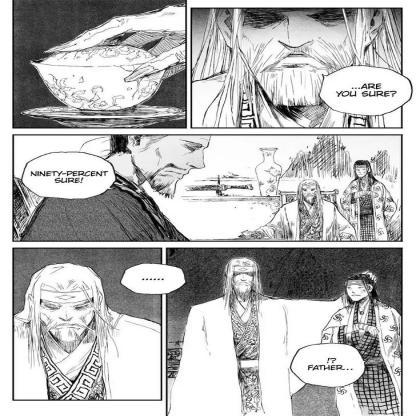 ...ARE
YOU SURE?
NINETY-PERCENT
SURE!
......
!?
FATHER...